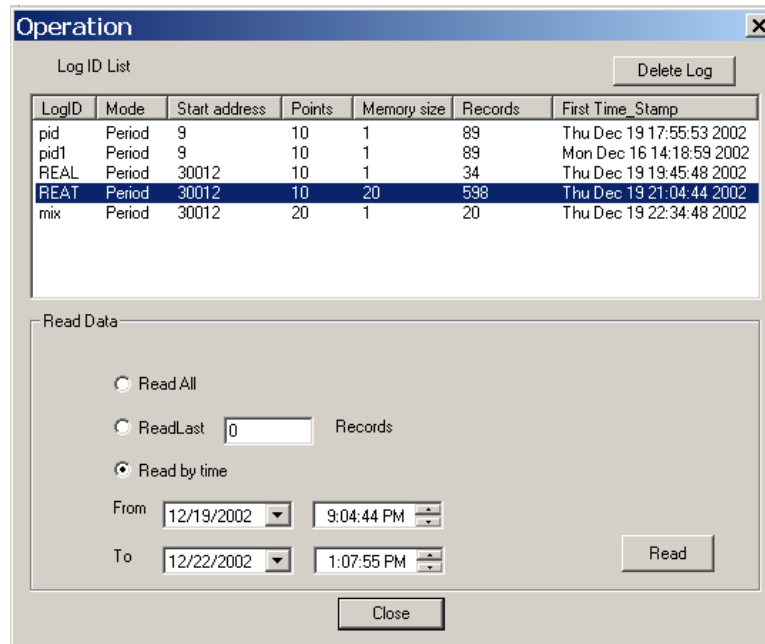 Operation
Log ID List
Delete Log
LogID Mode Start address Points Memory size Records First Time_Stamp
pid Period 9 10 1 89 Thu Dec 19 17:55:53 2002
pid1 Period 9 10 1 89 Mon Dec 16 14:18:59 2002
REAL Period 30012 10 1 34 Thu Dec 19 19:45:48 2002
REAT Period 30012 10 20 598 Thu Dec 19 21:04:44 2002
mix Period 30012 20 1 20 Thu Dec 19 22:34:48 2002
Read Data
Read All
ReadLast 0 Records
Read by time
From 12/19/2002 9:04:44 PM
To 12/22/2002 1:07:55 PM
Read
Close